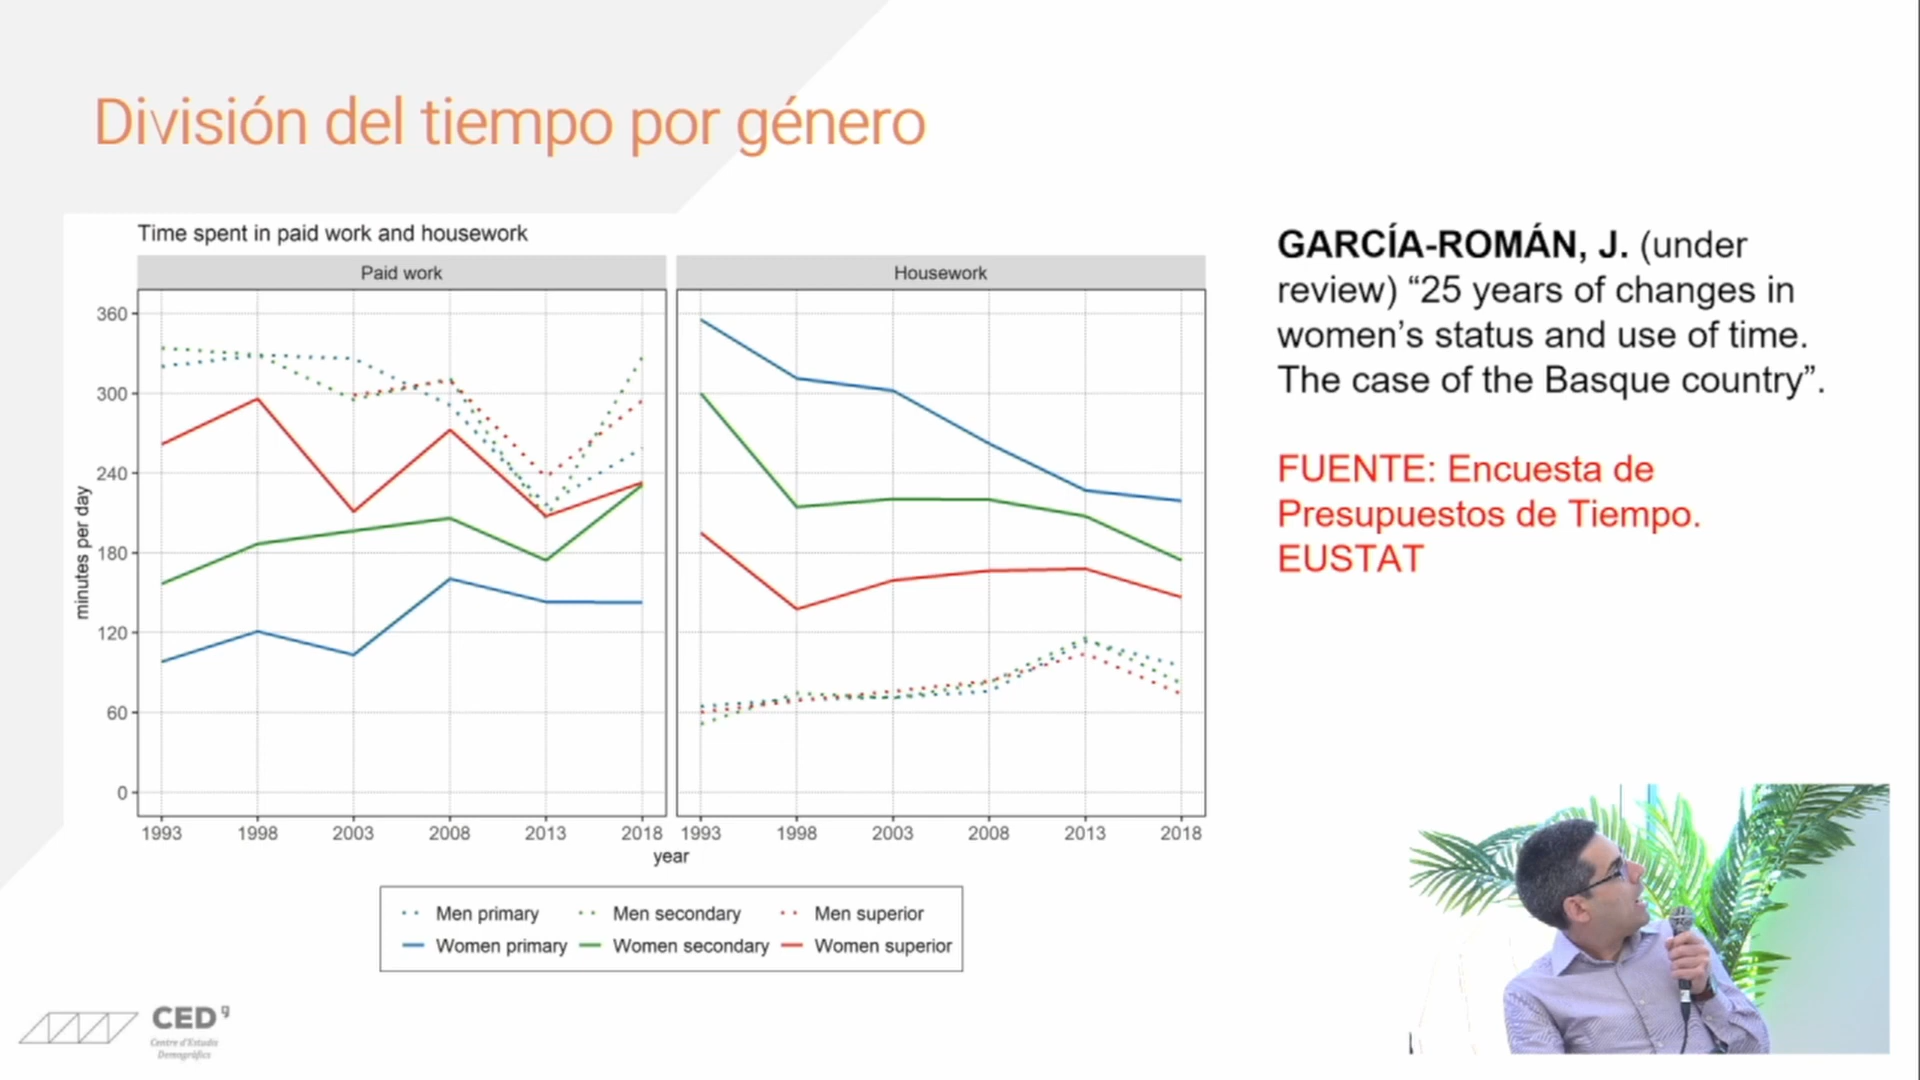 División del tiempo por género
Time spent in paid work and housework
Paid work
Housework
minutes per day
360
300
240
180
120
60
0
1993 1998 2003 2008 2013 2018
1993 1998 2003 2008 2013 2018
year
Men primary Men secondary Men superior
Women primary Women secondary Women superior
GARCÍA-ROMÁN, J. (under
review) “25 years of changes in
women’s status and use of time.
The case of the Basque country”.
FUENTE: Encuesta de
Presupuestos de Tiempo.
EUSTAT
CED
Centre d'Estudis
Demogràfics